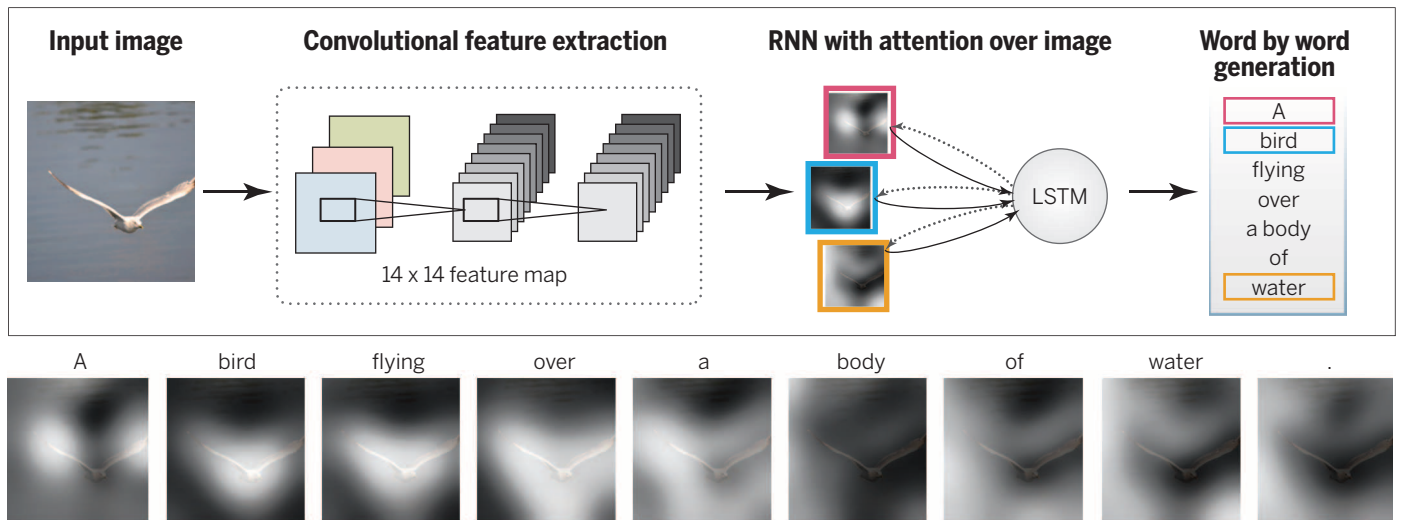 Input image
Convolutional feature extraction
RNN with attention over image
Word by word
generation
14 x 14 feature map
LSTM
A
bird
flying
over
a body
of
water
A bird flying over a body of water .